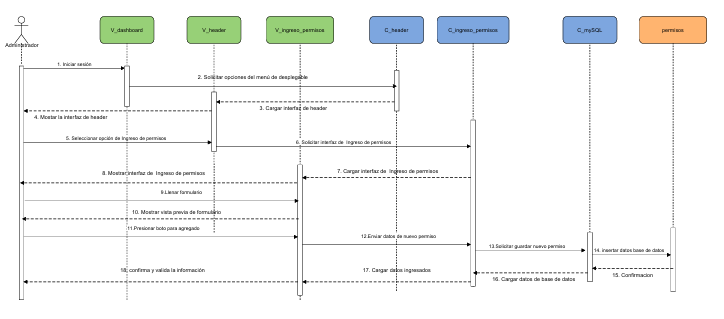 V_dashboard
V_header
V_ingreso_permisos
C_header
C_ingreso_permisos
C_mySQL
permisos
Administrador
1. Iniciar sesión
2. Solicitar opciones del menú de desplegable
3. Cargar interfaz de header
4. Mostar la interfaz de header
5. Seleccionar opción de Ingreso de permisos
6. Solicitar interfaz de Ingreso de permisos
7. Cargar interfaz de Ingreso de permisos
8. Mostrar interfaz de Ingreso de permisos
9.Llenar formulario
10. Mostrar vista previa de formulario
11.Presionar boto para agregado
12.Enviar datos de nuevo permiso
13.Solicitar guardar nuevo permiso
14. insertar datos base de datos
15. Confirmacion
16. Cargar datos de base de datos
17. Cargar datos ingresados
18. confirma y valida la información